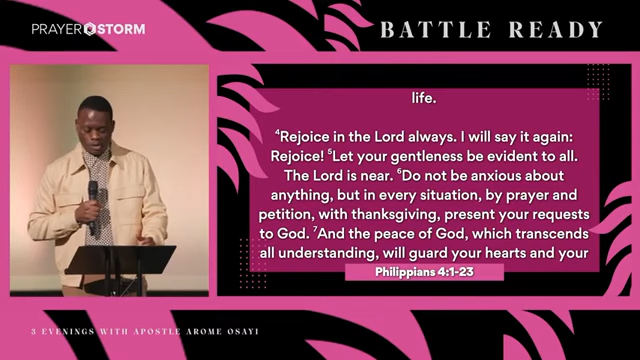 PRAYER STORM
BATTLE READY
life.
⁴Rejoice in the Lord always. I will say it again:
Rejoice! ⁵Let your gentleness be evident to all.
The Lord is near. ⁶Do not be anxious about
anything, but in every situation, by prayer and
petition, with thanksgiving, present your requests
to God. ⁷And the peace of God, which transcends
all understanding, will guard your hearts and your
Philippians 4:1-23
3 EVENINGS WITH APOSTLE AROME OSAYI